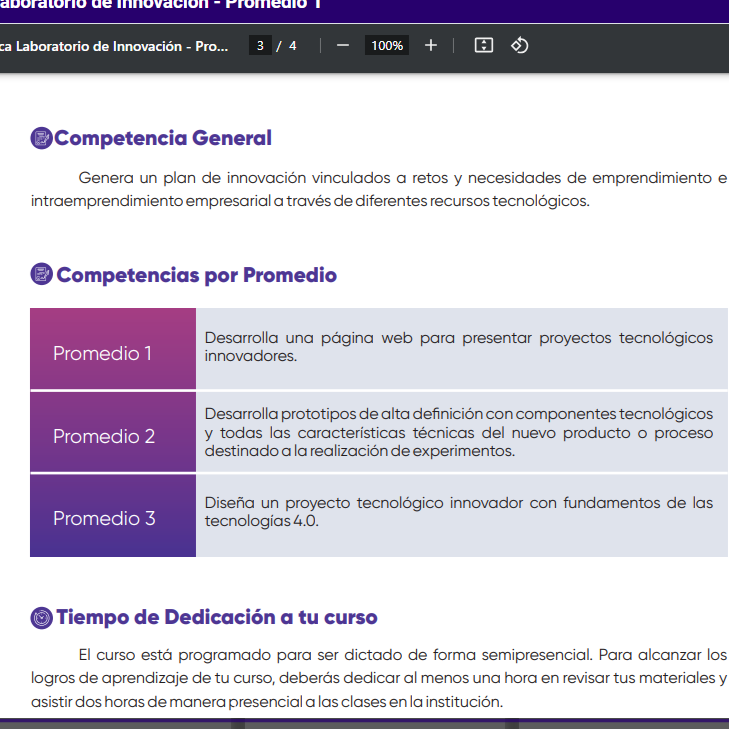 aboratorio de Innovación - Promedio 1
ca Laboratorio de Innovación - Pro... 3 / 4 — 100% +
Competencia General
Genera un plan de innovación vinculados a retos y necesidades de emprendimiento e
intraemprendimiento empresarial a través de diferentes recursos tecnológicos.
Competencias por Promedio
Promedio 1
Desarrolla una página web para presentar proyectos tecnológicos
innovadores.
Promedio 2
Desarrolla prototipos de alta definición con componentes tecnológicos
y todas las características técnicas del nuevo producto o proceso
destinado a la realización de experimentos.
Promedio 3
Diseña un proyecto tecnológico innovador con fundamentos de las
tecnologías 4.0.
Tiempo de Dedicación a tu curso
El curso está programado para ser dictado de forma semipresencial. Para alcanzar los
logros de aprendizaje de tu curso, deberás dedicar al menos una hora en revisar tus materiales y
asistir dos horas de manera presencial a las clases en la institución.